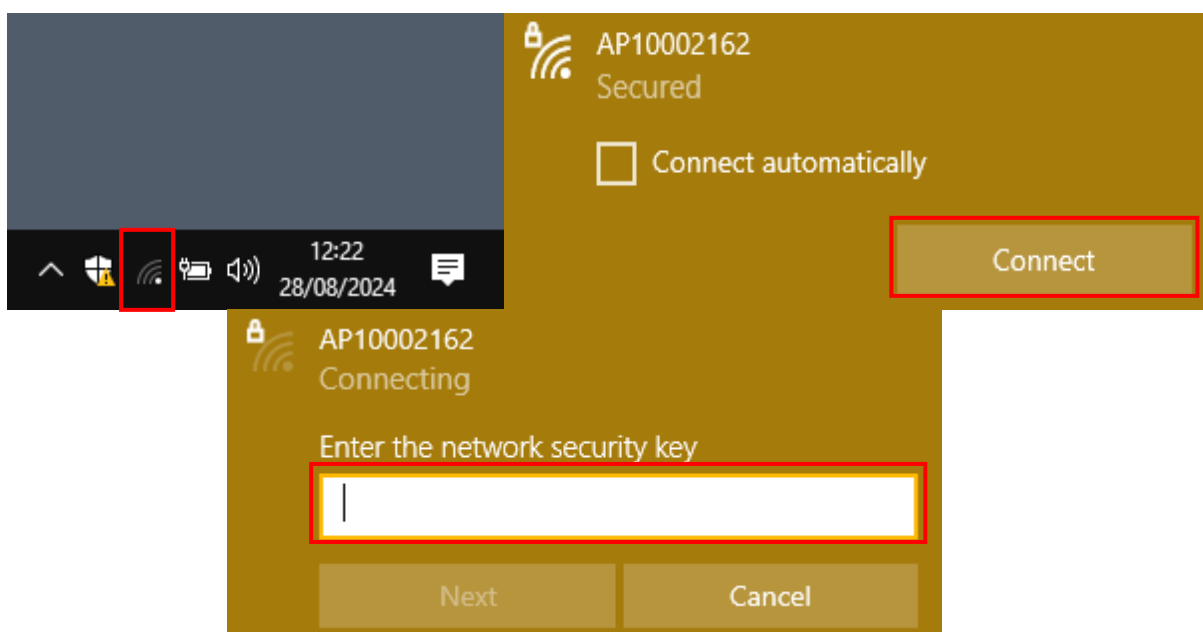 12:22
28/08/2024
AP10002162
Secured
Connect automatically
Connect
AP10002162
Connecting
Enter the network security key
Next
Cancel